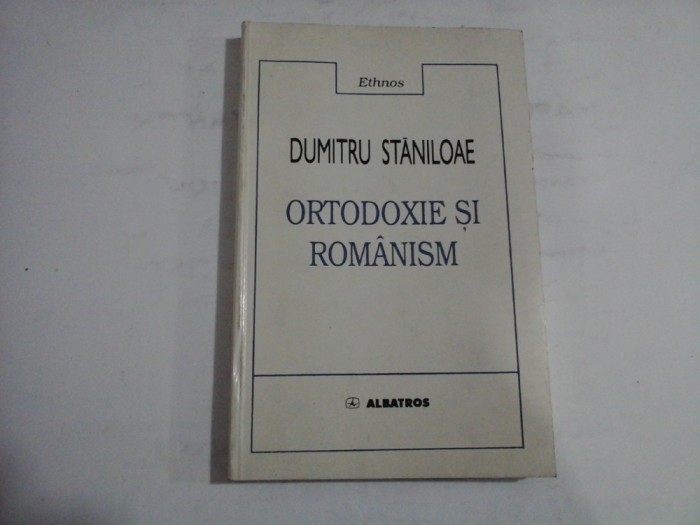 Ethnos
DUMITRU STĂNILOAE
ORTODOXIE ȘI
ROMÂNISM
ALBATROS